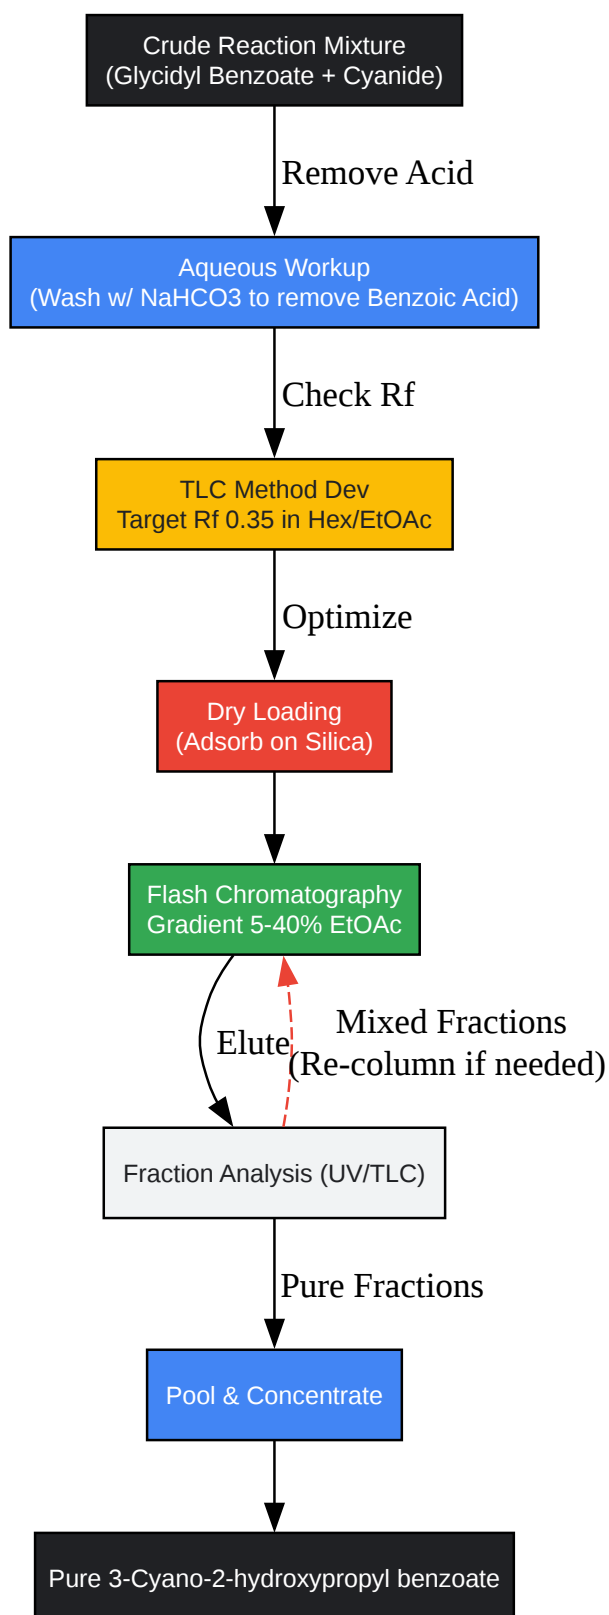 Crude Reaction Mixture
(Glycidyl Benzoate + Cyanide)
Remove Acid
Aqueous Workup
(Wash w/ NaHCO3 to remove Benzoic Acid)
Check Rf
TLC Method Dev
Target Rf 0.35 in Hex/EtOAc
Optimize
Dry Loading
(Adsorb on Silica)
Flash Chromatography
Gradient 5-40% EtOAc
Elute
Mixed Fractions
(Re-column if needed)
Fraction Analysis (UV/TLC)
Pure Fractions
Pool & Concentrate
Pure 3-Cyano-2-hydroxypropyl benzoate